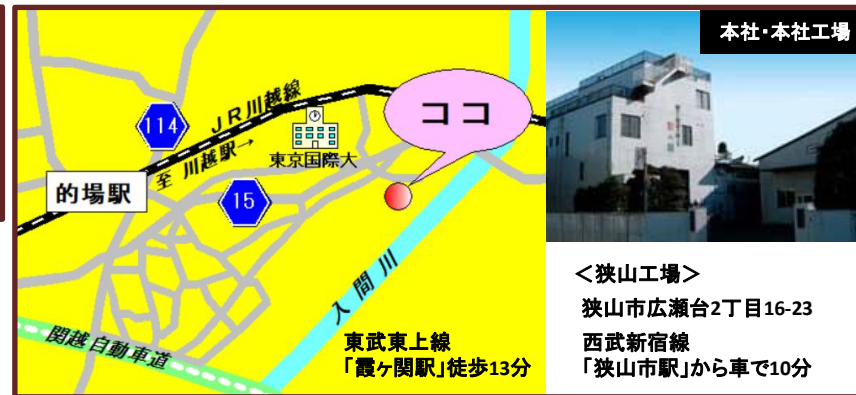 114
JR川越線
至 川越駅→
東京国際大
ココ
的場駅
15
入間川
関越自動車道
東武東上線
「霞ヶ関駅」徒歩13分
本社・本社工場
＜狭山工場＞
狭山市広瀬台2丁目16-23
西武新宿線
「狭山市駅」から車で10分